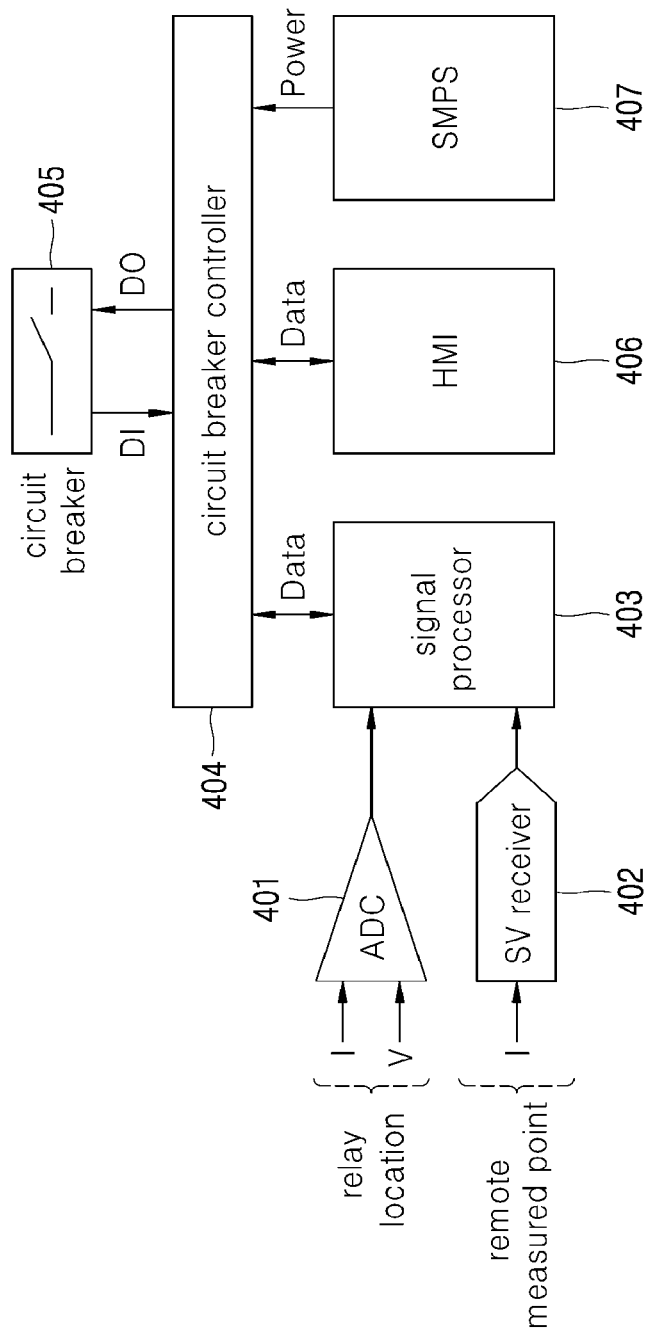 circuit
breaker
405
DI
DO
404
circuit breaker controller
Data
Data
Power
relay
location
I
V
401
ADC
signal
processor
403
HMI
406
SMPS
407
remote
measured point
I
SV receiver
402